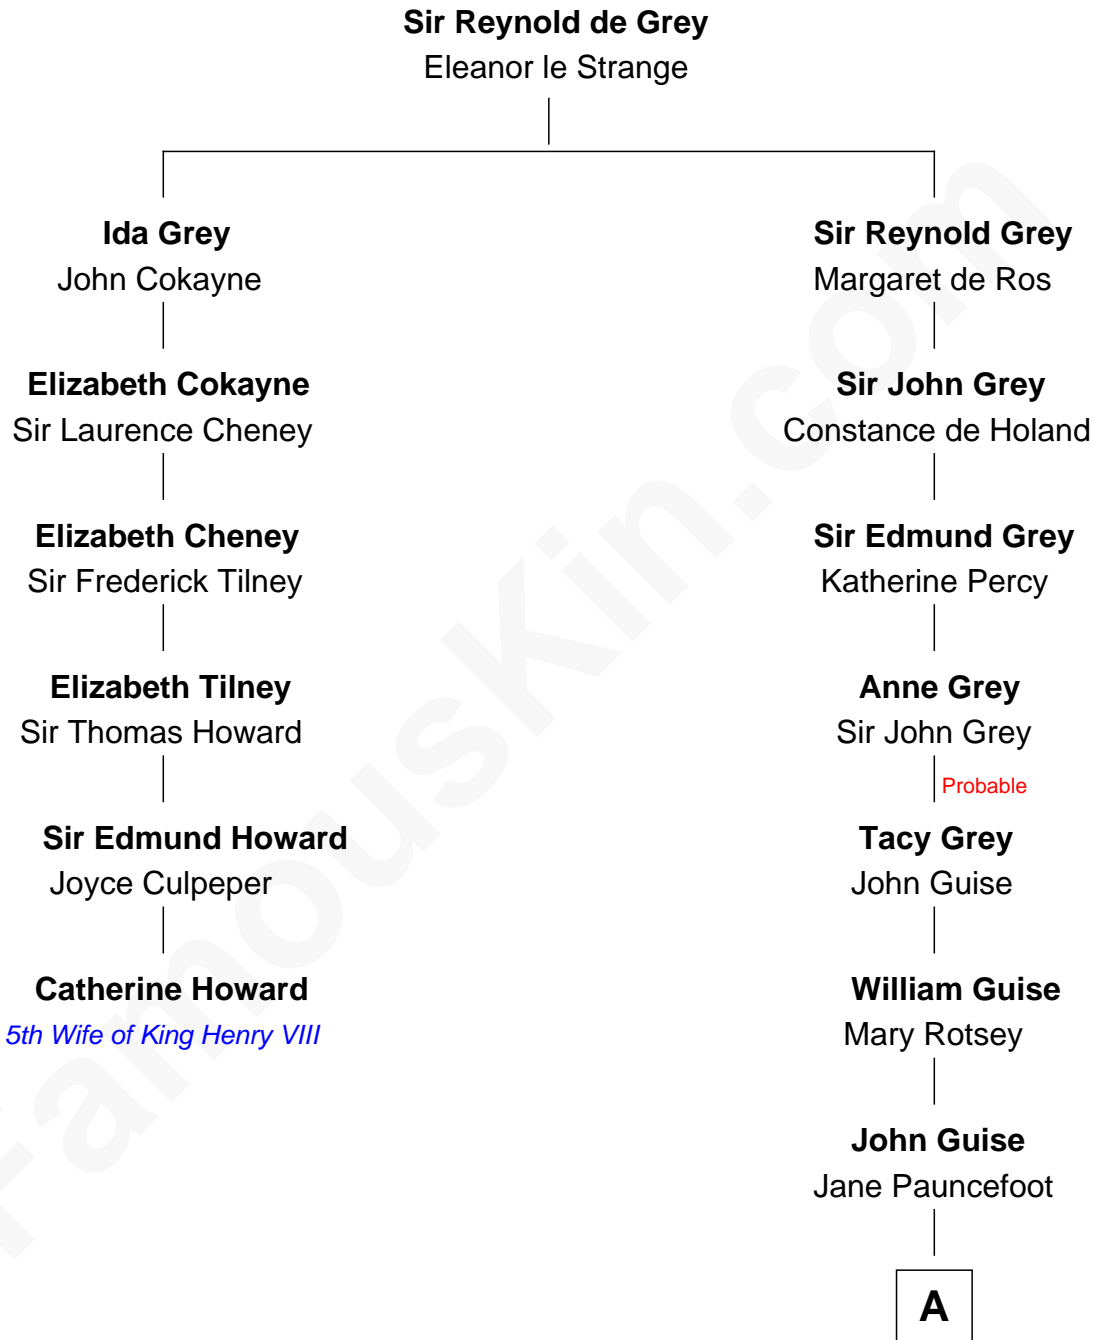 Sir Reynold de Grey
Eleanor le Strange
Ida Grey
John Cokayne
Elizabeth Cokayne
Sir Laurence Cheney
Elizabeth Cheney
Sir Frederick Tilney
Elizabeth Tilney
Sir Thomas Howard
Sir Edmund Howard
Joyce Culpeper
Catherine Howard
5th Wife of King Henry VIII
Sir Reynold Grey
Margaret de Ros
Sir John Grey
Constance de Holand
Sir Edmund Grey
Katherine Percy
Anne Grey
Sir John Grey
Probable
Tacy Grey
John Guise
William Guise
Mary Rotsey
John Guise
Jane Pauncefoot
A
FamousKin.com